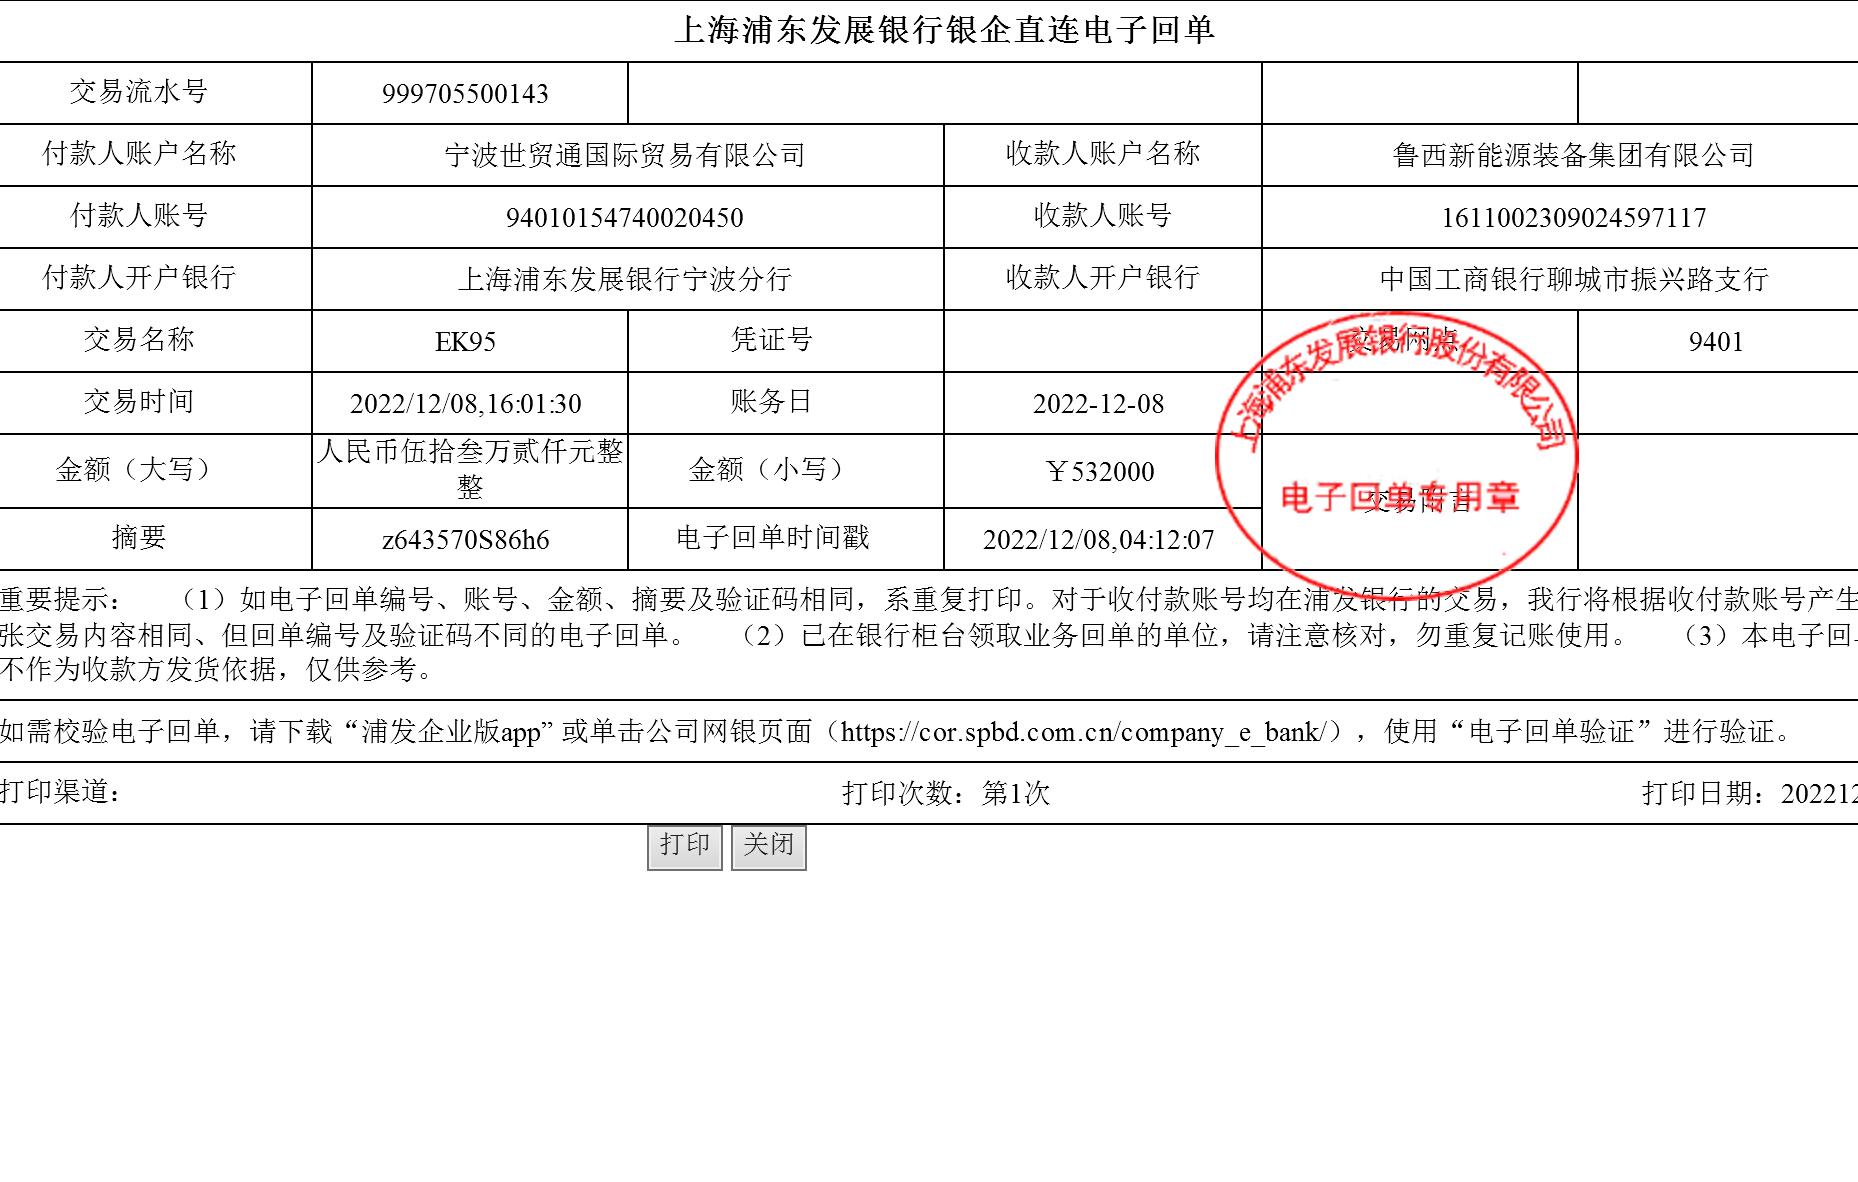 上海浦东发展银行银企直连电子回单
交易流水号 999705500143
付款人账户名称 宁波世贸通国际贸易有限公司 收款人账户名称 鲁西新能源装备集团有限公司
付款人账号 94010154740020450 收款人账号 1611002309024597117
付款人开户银行 上海浦东发展银行宁波分行 收款人开户银行 中国工商银行聊城市振兴路支行
交易名称 EK95 凭证号 交易网点 9401
交易时间 2022/12/08,16:01:30 账务日 2022-12-08
金额（大写） 人民币伍拾叁万贰仟元整
整 金额（小写） ￥532000 交易附言
摘要 z643570S86h6 电子回单时间戳 2022/12/08,04:12:07
上海浦东发展银行股份有限公司
电子回单专用章
重要提示： （1）如电子回单编号、账号、金额、摘要及验证码相同，系重复打印。对于收付款账号均在浦发银行的交易，我行将根据收付款账号产生
张交易内容相同、但回单编号及验证码不同的电子回单。 （2）已在银行柜台领取业务回单的单位，请注意核对，勿重复记账使用。 （3）本电子回单
不作为收款方发货依据，仅供参考。
如需校验电子回单，请下载“浦发企业版app” 或单击公司网银页面（https://cor.spbd.com.cn/company_e_bank/），使用“电子回单验证”进行验证。
打印渠道： 打印次数：第1次 打印日期：202212
打印 关闭